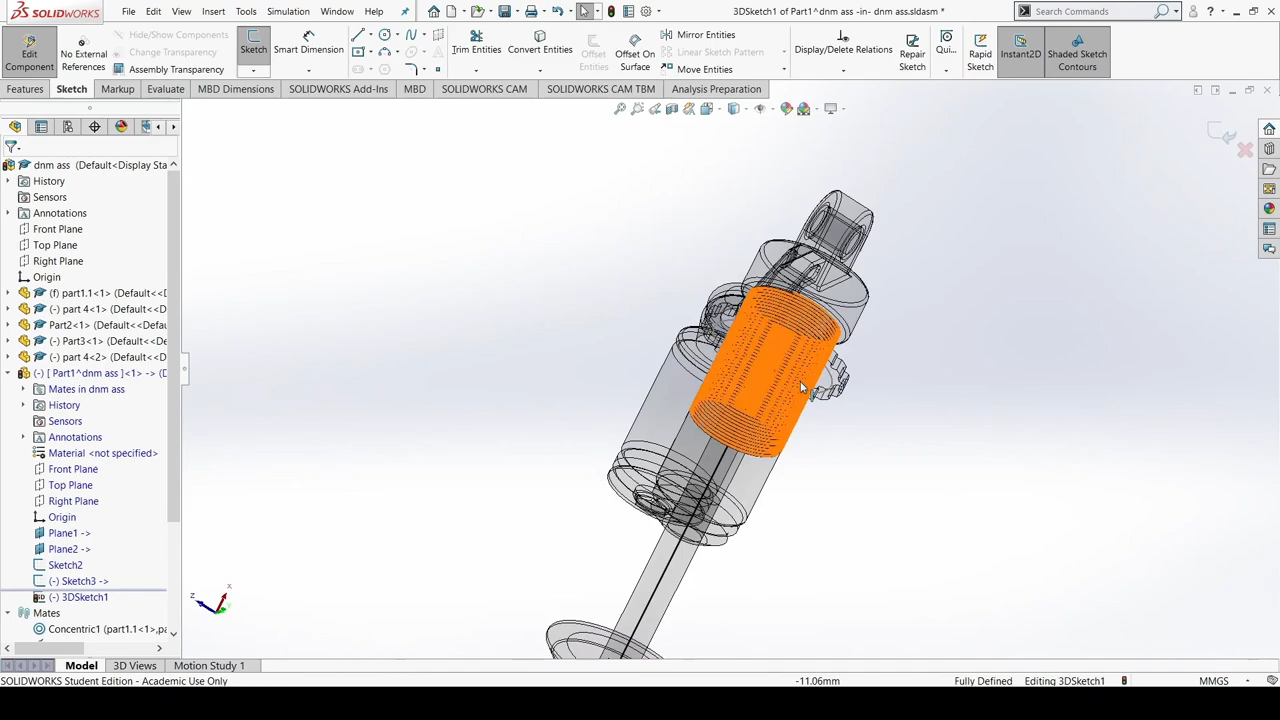 SOLIDWORKS File Edit View Insert Tools Simulation Window Help 3DSketch1 of Part1^dnm ass -in- dnm ass.sldasm * Search Commands
Edit Component
No External References
Hide/Show Components
Change Transparency
Assembly Transparency
Sketch
Smart Dimension
Trim Entities
Convert Entities
Offset Entities
Offset On Surface
Mirror Entities
Linear Sketch Pattern
Move Entities
Display/Delete Relations
Repair Sketch
Qui...
Rapid Sketch
Instant2D
Shaded Sketch Contours
Features Sketch Markup Evaluate MBD Dimensions SOLIDWORKS Add-Ins MBD SOLIDWORKS CAM SOLIDWORKS CAM TBM Analysis Preparation
dnm ass (Default<Display Sta
History
Sensors
Annotations
Front Plane
Top Plane
Right Plane
Origin
(f) part1.1<1> (Default<<D
(-) part 4<1> (Default<<D
Part2<1> (Default<<Defau
(-) Part3<1> (Default<<De
(-) part 4<2> (Default<<D
(-) [ Part1^dnm ass ]<1> -> (D
Mates in dnm ass
History
Sensors
Annotations
Material <not specified>
Front Plane
Top Plane
Right Plane
Origin
Plane1 ->
Plane2 ->
Sketch2
(-) Sketch3 ->
(-) 3DSketch1
Mates
Concentric1 (part1.1<1>,pa
z x y
Model 3D Views Motion Study 1
SOLIDWORKS Student Edition - Academic Use Only -11.06mm Fully Defined Editing 3DSketch1 MMGS